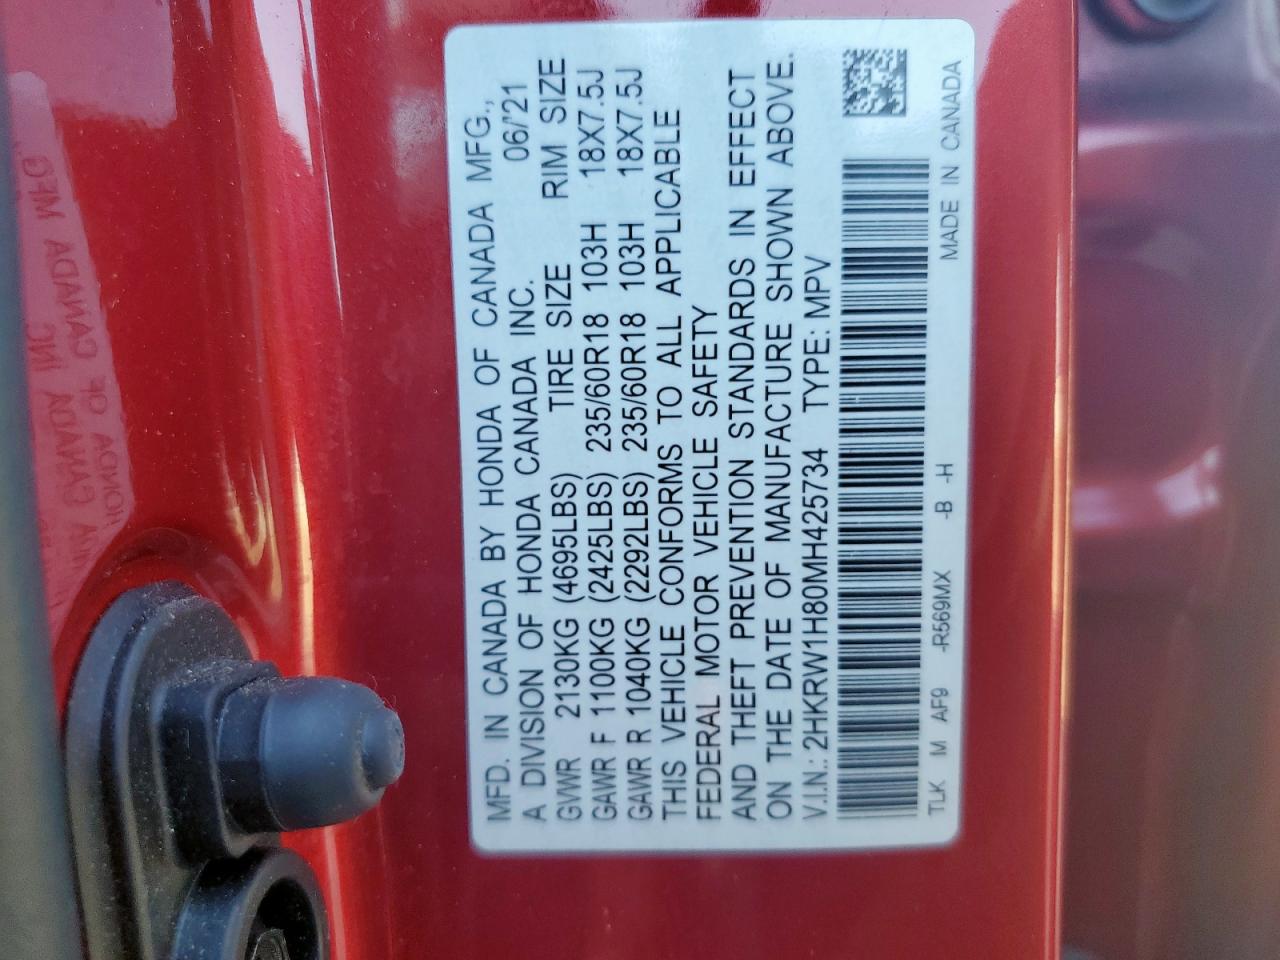 MFD. IN CANADA BY HONDA OF CANADA MFG.,
A DIVISION OF HONDA CANADA INC. 06/'21
GVWR 2130KG (4695LBS) TIRE SIZE RIM SIZE
GAWR F 1100KG (2425LBS) 235/60R18 103H 18X7.5J
GAWR R 1040KG (2292LBS) 235/60R18 103H 18X7.5J
THIS VEHICLE CONFORMS TO ALL APPLICABLE
FEDERAL MOTOR VEHICLE SAFETY
AND THEFT PREVENTION STANDARDS IN EFFECT
ON THE DATE OF MANUFACTURE SHOWN ABOVE.
V.I.N.: 2HKRW1H80MH425734 TYPE: MPV
TLK M AF9 -R569MX -B -H MADE IN CANADA